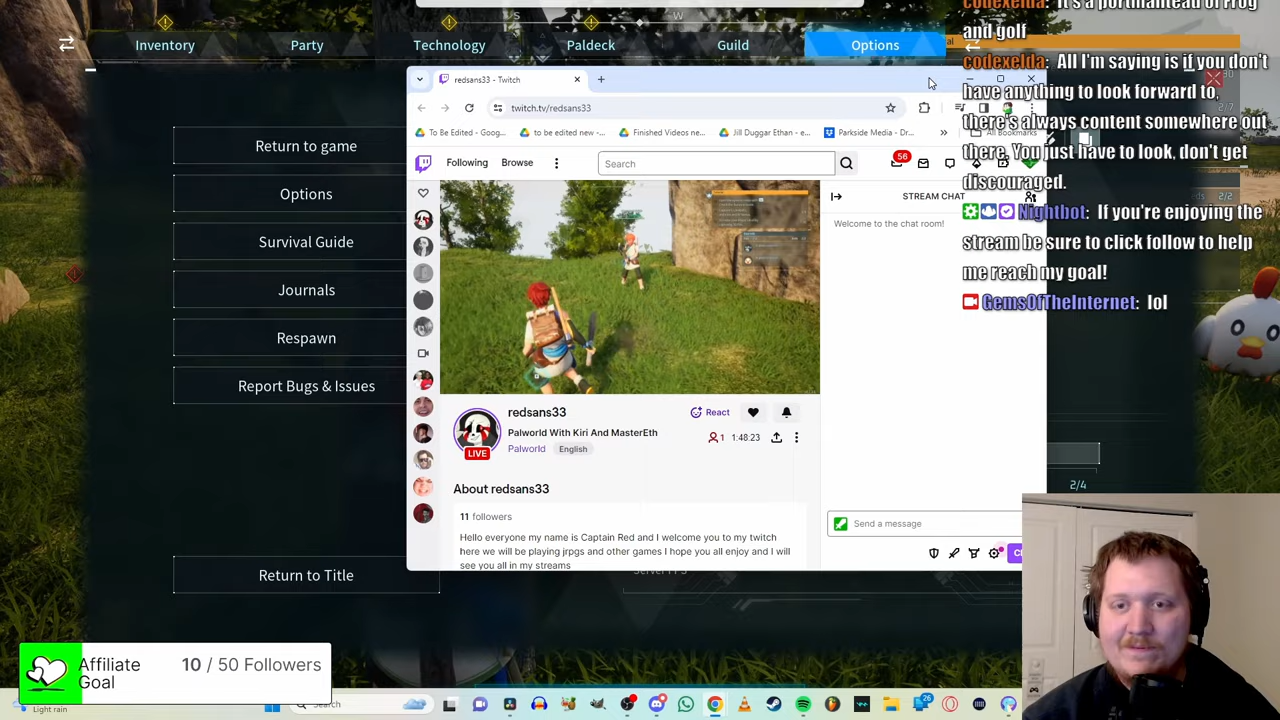 S
W
Inventory
Party
Technology
Paldeck
Guild
Options
codexelda: It's a portmanteau of Frog
and golf
codexelda: All I'm saying is if you don't
have anything to look forward to,
there's always content somewhere out
there. You just have to look, don't get
discouraged.
Nightbot: If you're enjoying the
stream be sure to click follow to help
me reach my goal!
GemsOfTheInternet: lol
Return to game
Options
Survival Guide
Journals
Respawn
Report Bugs & Issues
Return to Title
redsans33 - Twitch
twitch.tv/redsans33
To Be Edited - Goog...
to be edited new -...
Finished Videos ne...
Jill Duggar Ethan - e...
Parkside Media - Dr...
All Bookmarks
Following
Browse
Search
56
STREAM CHAT
Welcome to the chat room!
redsans33
React
Palworld With Kiri And MasterEth
1 1:48:23
Palworld
English
LIVE
About redsans33
11 followers
Hello everyone my name is Captain Red and I welcome you to my twitch
here we will be playing jrpgs and other games I hope you all enjoy and I will
see you all in my streams
Send a message
2/7
2/2
2/4
Affiliate
Goal
10 / 50 Followers
Light rain
Search
26